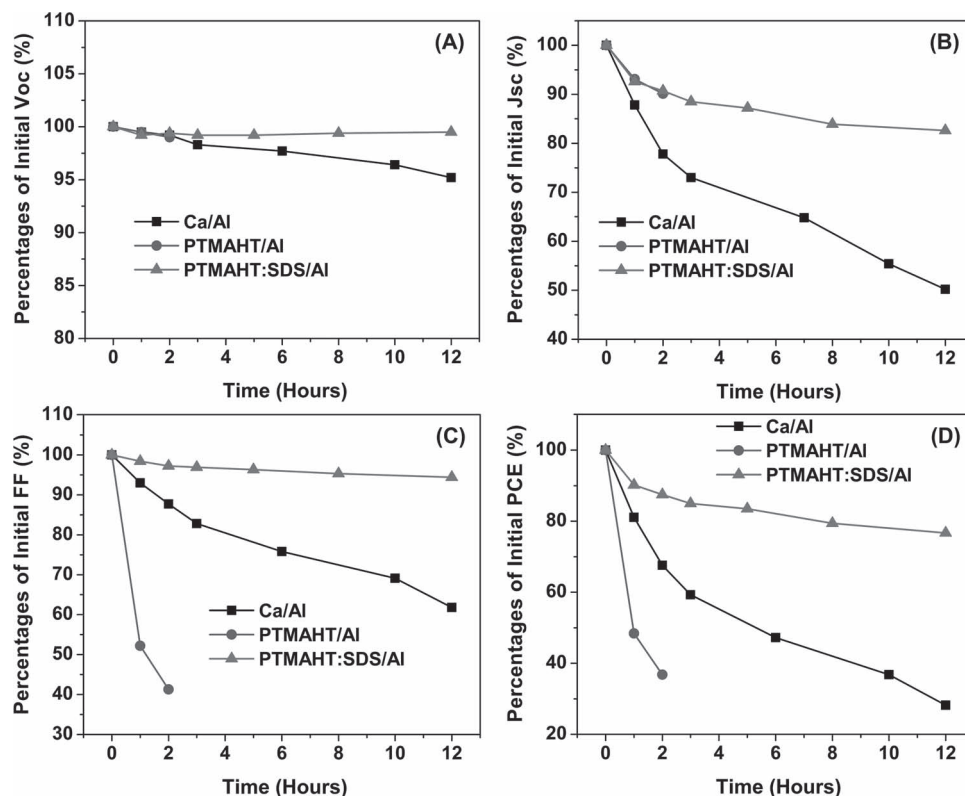 Percentages of Initial Voc (%)
110
105
100
95
90
85
80
(A)
Ca/Al
PTMAHT/Al
PTMAHT:SDS/Al
0 2 4 6 8 10 12
Time (Hours)
Percentages of Initial Jsc (%)
100
90
80
70
60
50
40
(B)
Ca/Al
PTMAHT/Al
PTMAHT:SDS/Al
0 2 4 6 8 10 12
Time (Hours)
Percentages of Initial FF (%)
110
100
90
80
70
60
50
40
30
(C)
Ca/Al
PTMAHT/Al
PTMAHT:SDS/Al
0 2 4 6 8 10 12
Time (Hours)
Percentages of Initial PCE (%)
100
80
60
40
20
Ca/Al
(D)
PTMAHT/Al
PTMAHT:SDS/Al
0 2 4 6 8 10 12
Time (Hours)